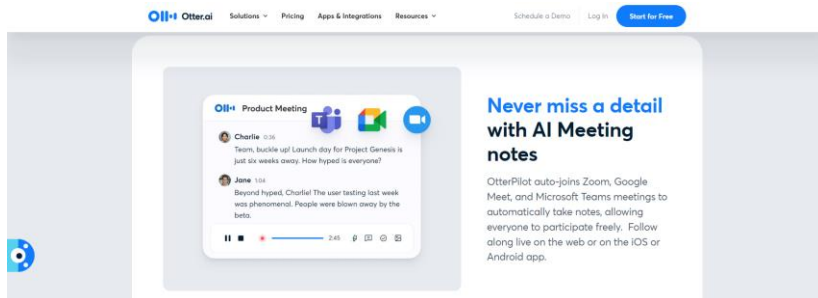 Otter.ai Solutions Pricing Apps & Integrations Resources Schedule a Demo Log In Start for Free
Product Meeting
T
Charlie 0:36
Team, buckle up! Launch day for Project Genesis is
just six weeks away. How hyped is everyone?
Jane 1:04
Beyond hyped, Charlie! The user testing last week
was phenomenal. People were blown away by the
beta.
2:45
Never miss a detail
with AI Meeting
notes
OtterPilot auto-joins Zoom, Google
Meet, and Microsoft Teams meetings to
automatically take notes, allowing
everyone to participate freely. Follow
along live on the web or on the iOS or
Android app.